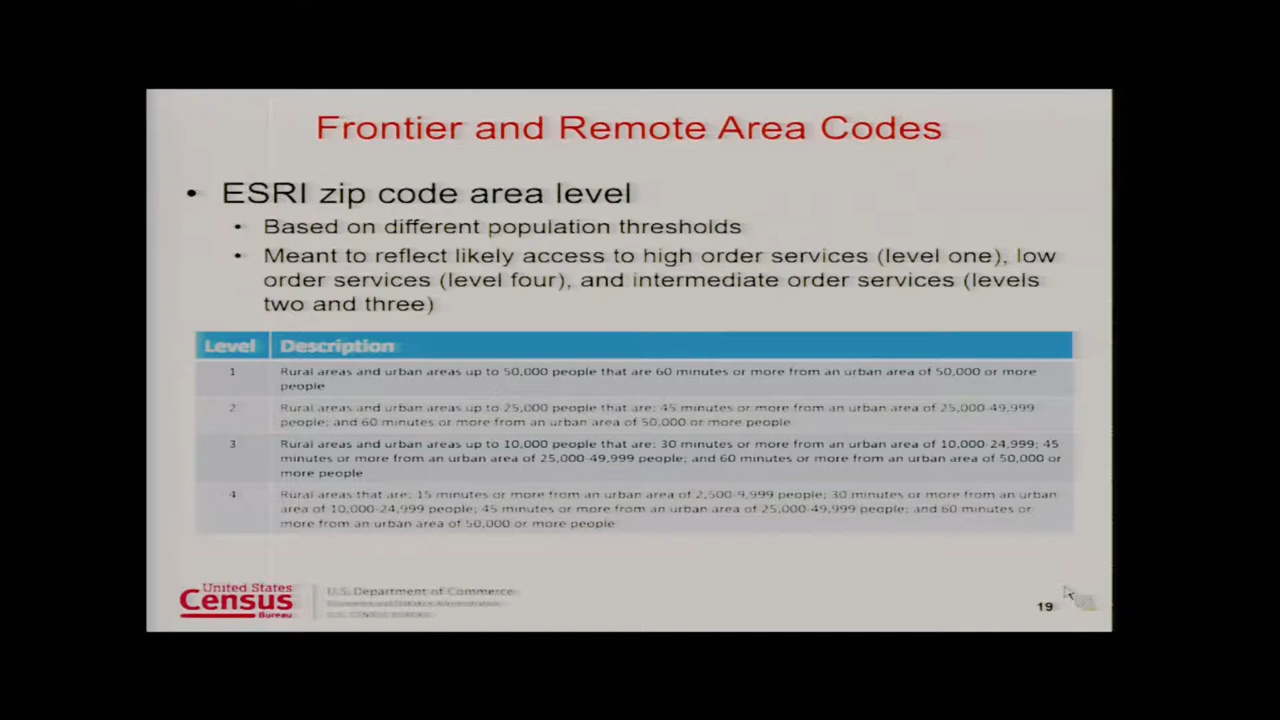 Frontier and Remote Area Codes
• ESRI zip code area level
• Based on different population thresholds
• Meant to reflect likely access to high order services (level one), low
order services (level four), and intermediate order services (levels
two and three)
Level Description
1 Rural areas and urban areas up to 50,000 people that are 60 minutes or more from an urban area of 50,000 or more
people
2 Rural areas and urban areas up to 25,000 people that are: 45 minutes or more from an urban area of 25,000-49,999
people; and 60 minutes or more from an urban area of 50,000 or more people
3 Rural areas and urban areas up to 10,000 people that are: 30 minutes or more from an urban area of 10,000-24,999; 45
minutes or more from an urban area of 25,000-49,999 people; and 60 minutes or more from an urban area of 50,000 or
more people
4 Rural areas that are: 15 minutes or more from an urban area of 2,500-9,999 people; 30 minutes or more from an urban
area of 10,000-24,999 people; 45 minutes or more from an urban area of 25,000-49,999 people; and 60 minutes or
more from an urban area of 50,000 or more people
United States
Census
Bureau
U.S. Department of Commerce
Economics and Statistics Administration
U.S. CENSUS BUREAU
19